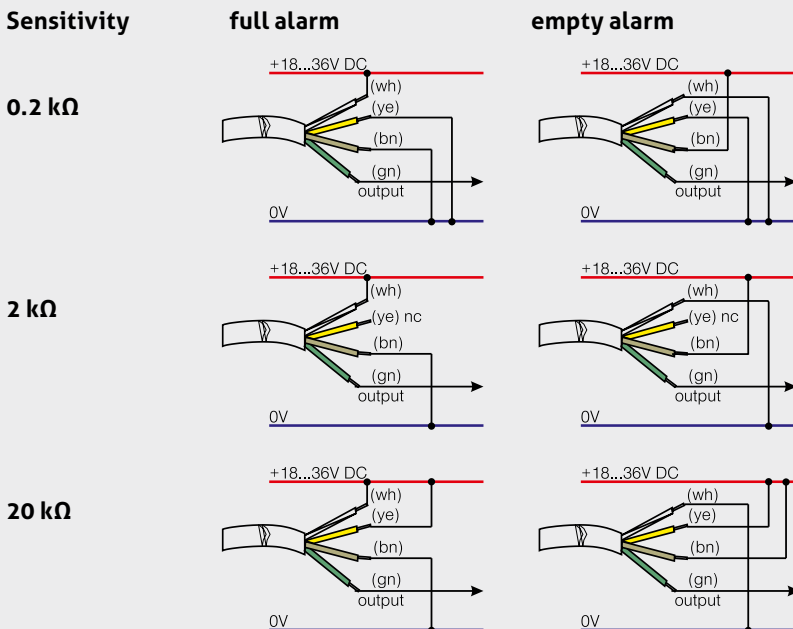 Sensitivity full alarm empty alarm
0.2 kΩ
+18...36V DC
(wh)
(ye)
(bn)
(gn)
output
0V
+18...36V DC
(wh)
(ye)
(bn)
(gn)
output
0V
2 kΩ
+18...36V DC
(wh)
(ye) nc
(bn)
(gn)
output
0V
+18...36V DC
(wh)
(ye) nc
(bn)
(gn)
output
0V
20 kΩ
+18...36V DC
(wh)
(ye)
(bn)
(gn)
output
0V
+18...36V DC
(wh)
(ye)
(bn)
(gn)
output
0V